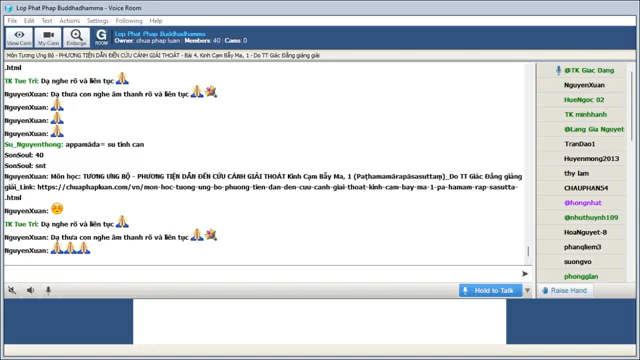 Lop Phat Phap Buddhadhamma - Voice Room
File Edit Text Actions Settings Following Help
View Cam
My Cam
Enlarge
G
ROOM
Lop Phat Phap Buddhadhamma
Owner: chua phap luan Members: 40 Cams: 0
Môn Tương Ưng Bộ - PHƯƠNG TIỆN DẪN ĐẾN CỨU CÁNH GIẢI THOÁT - Bài 4. Kinh Cạm Bẫy Ma, 1 - Do TT Giác Đẳng giảng giải
.html
TK Tue Tri: Dạ nghe rõ và liên tục
NguyenXuan: Dạ thưa con nghe âm thanh rõ và liên tục
NguyenXuan:
NguyenXuan:
NguyenXuan:
Su_Nguyenthong: appamāda= su tinh can
SonSoul: 40
SonSoul: snt
NguyenXuan: Môn học: TƯƠNG ƯNG BỘ - PHƯƠNG TIỆN DẪN ĐẾN CỨU CÁNH GIẢI THOÁT Kinh Cạm Bẫy Ma, 1 (Paṭhamamārapāsasuttaṃ)_Do TT Giác Đẳng giảng
giải_Link: https://chuaphapluan.com/vn/mon-hoc-tuong-ung-bo-phuong-tien-dan-den-cuu-canh-giai-thoat-kinh-cam-bay-ma-1-pa-hamam-rap-sasutta-
.html
NguyenXuan:
TK Tue Tri: Dạ nghe rõ và liên tục
NguyenXuan: Dạ thưa con nghe âm thanh rõ và liên tục
NguyenXuan:
Hold to Talk
@TK Giac Dang
NguyenXuan
HueNgoc 02
TK minhhanh
@Lang Gia Nguyet
TranDao1
Huyenmong2013
thy lam
CHAUPHAN54
@hongnhat
@nhuthuynh109
HoaNguyet-8
phanqliem3
suongvo
phongglan
Raise Hand